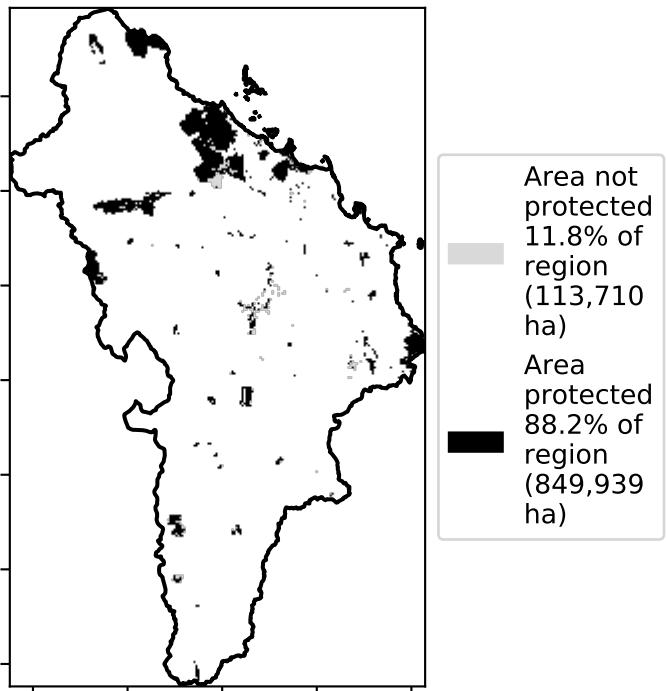 Area not
protected
11.8% of
region
(113,710
ha)
Area
protected
88.2% of
region
(849,939
ha)